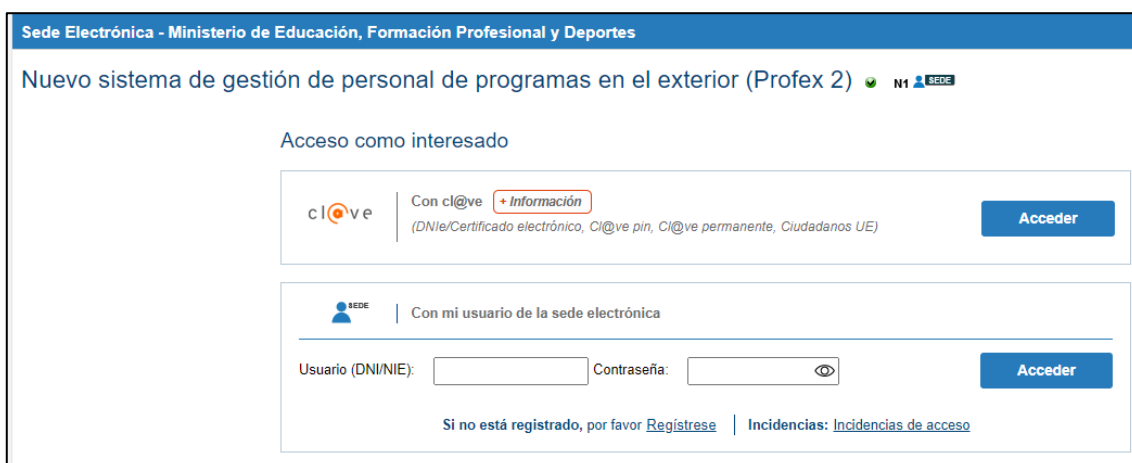 Sede Electrónica - Ministerio de Educación, Formación Profesional y Deportes
Nuevo sistema de gestión de personal de programas en el exterior (Profex 2) N1 SEDE
Acceso como interesado
cl@ve
Con cl@ve + Información
(DNIe/Certificado electrónico, Cl@ve pin, Cl@ve permanente, Ciudadanos UE)
Acceder
SEDE
Con mi usuario de la sede electrónica
Usuario (DNI/NIE): Contraseña: Acceder
Si no está registrado, por favor Regístrese Incidencias: Incidencias de acceso